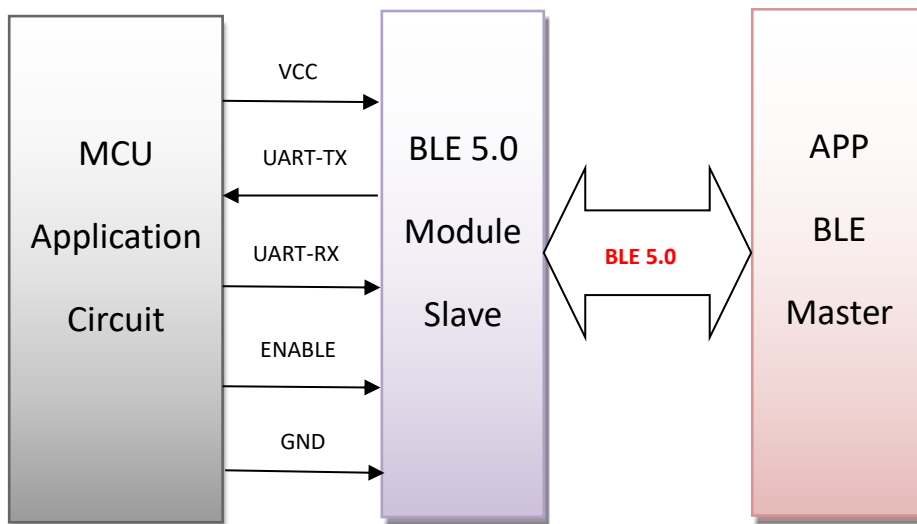 MCU
Application
Circuit
VCC
UART-TX
UART-RX
ENABLE
GND
BLE 5.0
Module
Slave
BLE 5.0
APP
BLE
Master